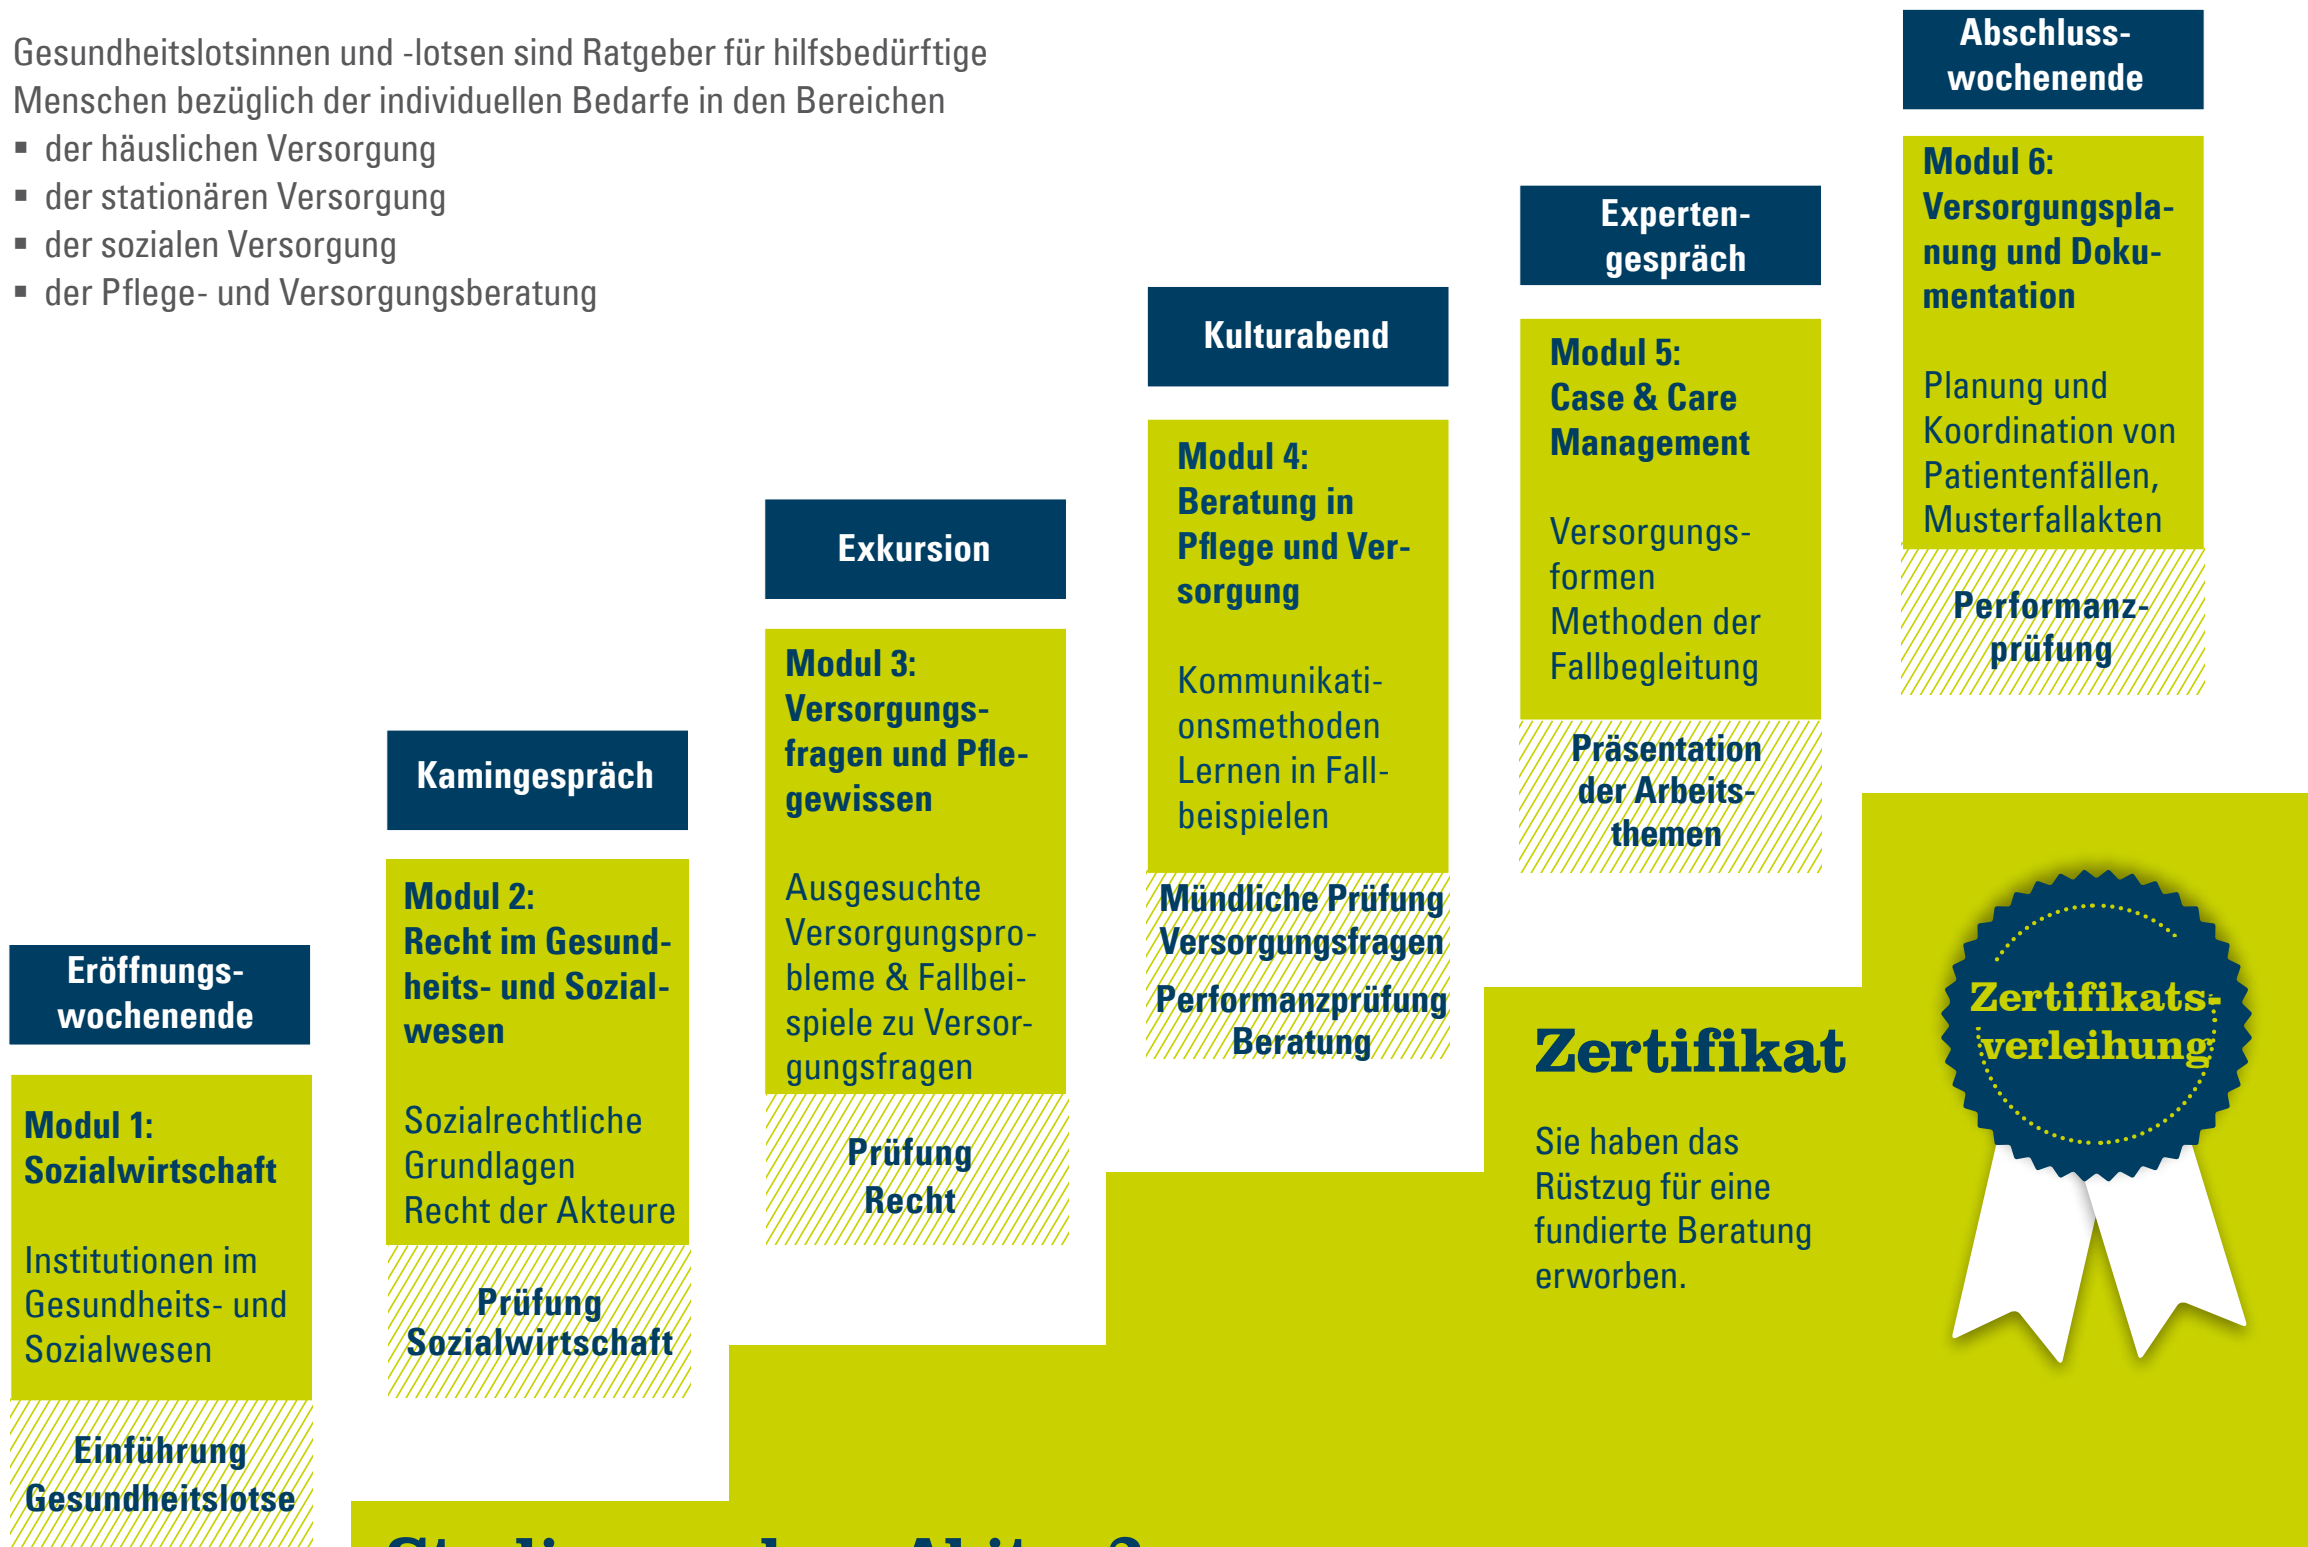 Gesundheitslotsinnen und -lotsen sind Ratgeber für hilfsbedürftige
Menschen bezüglich der individuellen Bedarfe in den Bereichen
▪ der häuslichen Versorgung
▪ der stationären Versorgung
▪ der sozialen Versorgung
▪ der Pflege- und Versorgungsberatung
Eröffnungs-
wochenende
Modul 1:
Sozialwirtschaft
Institutionen im
Gesundheits- und
Sozialwesen
Einführung
Gesundheitslotse
Kamingespräch
Modul 2:
Recht im Gesund-
heits- und Sozial-
wesen
Sozialrechtliche
Grundlagen
Recht der Akteure
Prüfung
Sozialwirtschaft
Exkursion
Modul 3:
Versorgungs-
fragen und Pfle-
gewissen
Ausgesuchte
Versorgungspro-
bleme & Fallbei-
spiele zu Versor-
gungsfragen
Prüfung
Recht
Kulturabend
Modul 4:
Beratung in
Pflege und Ver-
sorgung
Kommunikati-
onsmethoden
Lernen in Fall-
beispielen
Mündliche Prüfung
Versorgungsfragen
Performanzprüfung
Beratung
Experten-
gespräch
Modul 5:
Case & Care
Management
Versorgungs-
formen
Methoden der
Fallbegleitung
Präsentation
der Arbeits-
themen
Abschluss-
wochenende
Modul 6:
Versorgungspla-
nung und Doku-
mentation
Planung und
Koordination von
Patientenfällen,
Musterfallakten
Performanz-
prüfung
Zertifikat
Sie haben das
Rüstzug für eine
fundierte Beratung
erworben.
Zertifikats-
verleihung